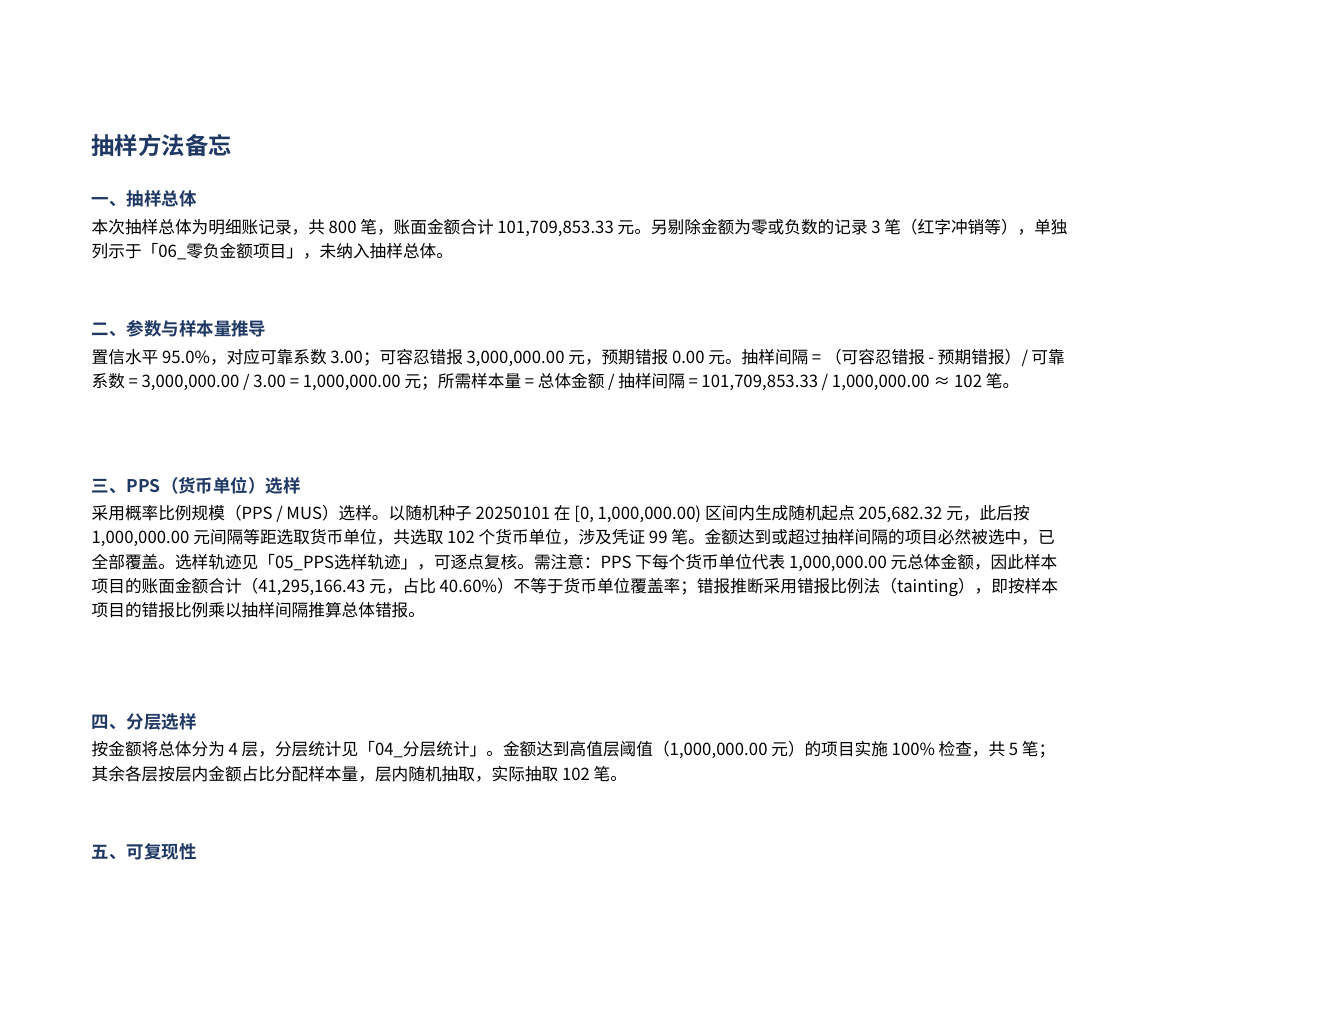 抽样方法备忘
一、抽样总体
本次抽样总体为明细账记录，共 800 笔，账面金额合计 101,709,853.33 元。另剔除金额为零或负数的记录 3 笔（红字冲销等），单独
列示于「06_零负金额项目」，未纳入抽样总体。
二、参数与样本量推导
置信水平 95.0%，对应可靠系数 3.00；可容忍错报 3,000,000.00 元，预期错报 0.00 元。抽样间隔 = （可容忍错报 - 预期错报）/ 可靠
系数 = 3,000,000.00 / 3.00 = 1,000,000.00 元；所需样本量 = 总体金额 / 抽样间隔 = 101,709,853.33 / 1,000,000.00 ≈ 102 笔。
三、PPS（货币单位）选样
采用概率比例规模（PPS / MUS）选样。以随机种子 20250101 在 [0, 1,000,000.00) 区间内生成随机起点 205,682.32 元，此后按
1,000,000.00 元间隔等距选取货币单位，共选取 102 个货币单位，涉及凭证 99 笔。金额达到或超过抽样间隔的项目必然被选中，已
全部覆盖。选样轨迹见「05_PPS选样轨迹」，可逐点复核。需注意：PPS 下每个货币单位代表 1,000,000.00 元总体金额，因此样本
项目的账面金额合计（41,295,166.43 元，占比 40.60%）不等于货币单位覆盖率；错报推断采用错报比例法（tainting），即按样本
项目的错报比例乘以抽样间隔推算总体错报。
四、分层选样
按金额将总体分为 4 层，分层统计见「04_分层统计」。金额达到高值层阈值（1,000,000.00 元）的项目实施 100% 检查，共 5 笔；
其余各层按层内金额占比分配样本量，层内随机抽取，实际抽取 102 笔。
五、可复现性